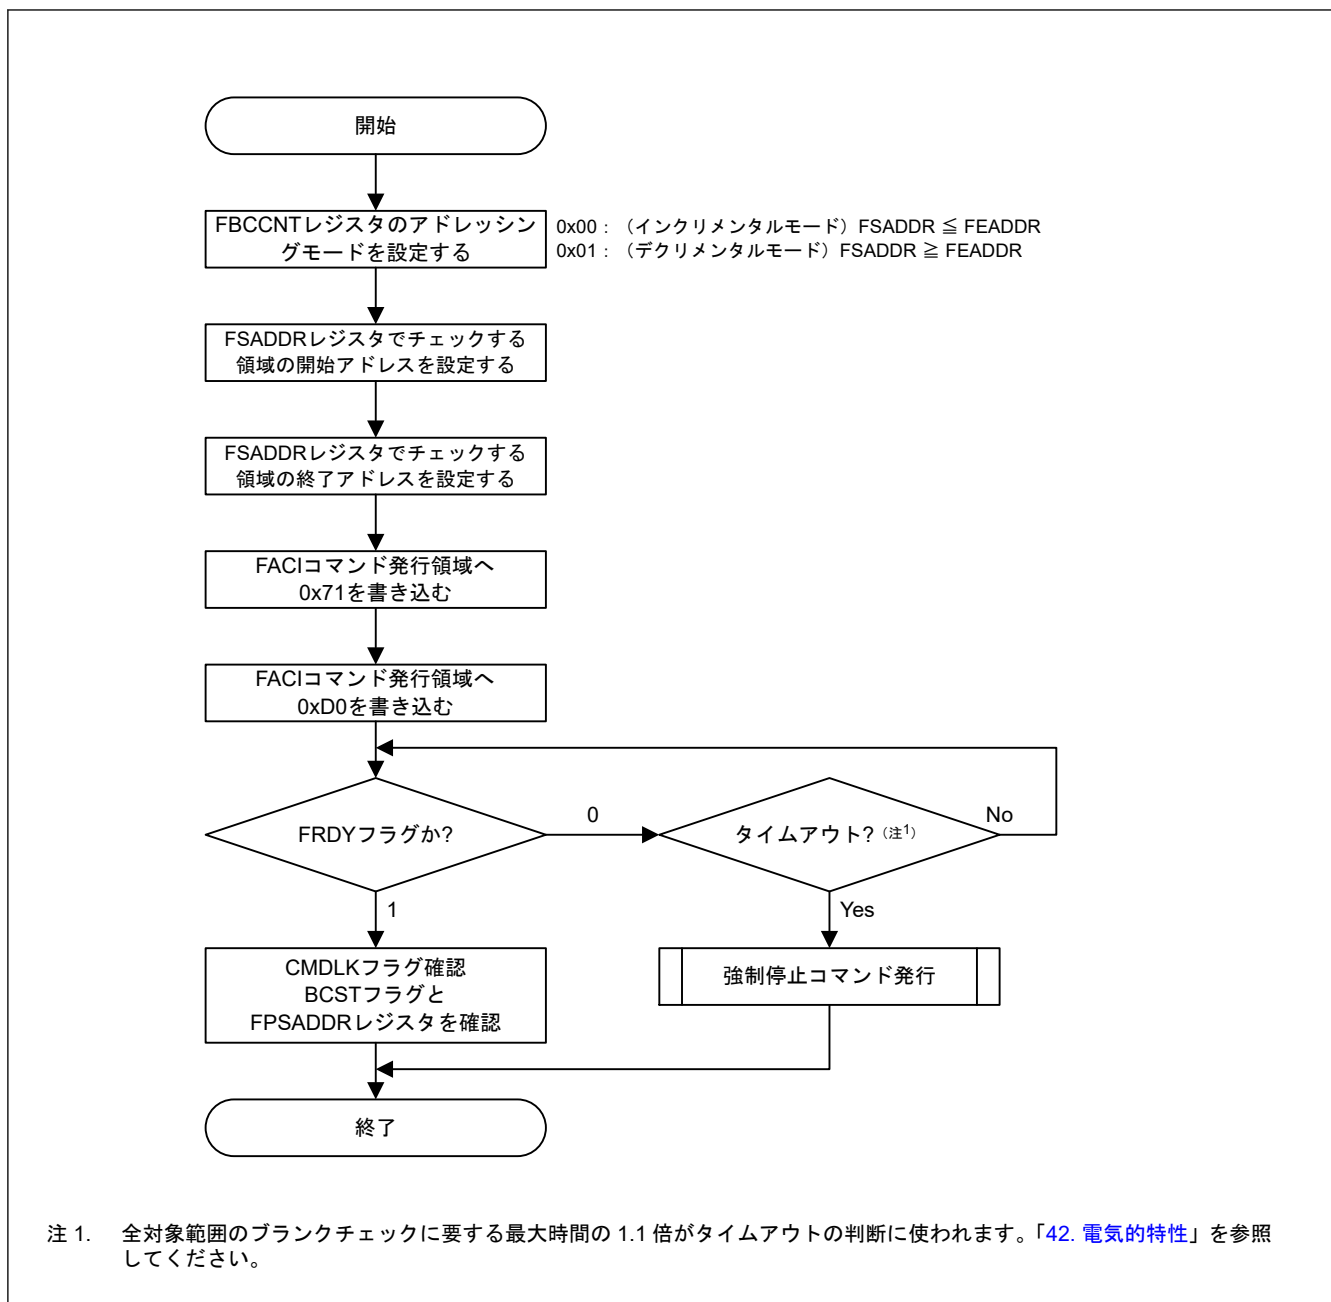 開始
FBCCNTレジスタのアドレッシン
グモードを設定する
0x00：（インクリメンタルモード）FSADDR ≦ FEADDR
0x01：（デクリメンタルモード）FSADDR ≧ FEADDR
FSADDRレジスタでチェックする
領域の開始アドレスを設定する
FSADDRレジスタでチェックする
領域の終了アドレスを設定する
FACIコマンド発行領域へ
0x71を書き込む
FACIコマンド発行領域へ
0xD0を書き込む
FRDYフラグか?
0
タイムアウト?（注1）
No
1
Yes
CMDLKフラグ確認
BCSTフラグと
FPSADDRレジスタを確認
強制停止コマンド発行
終了
注 1. 全対象範囲のブランクチェックに要する最大時間の 1.1 倍がタイムアウトの判断に使われます。「42. 電気的特性」を参照
してください。